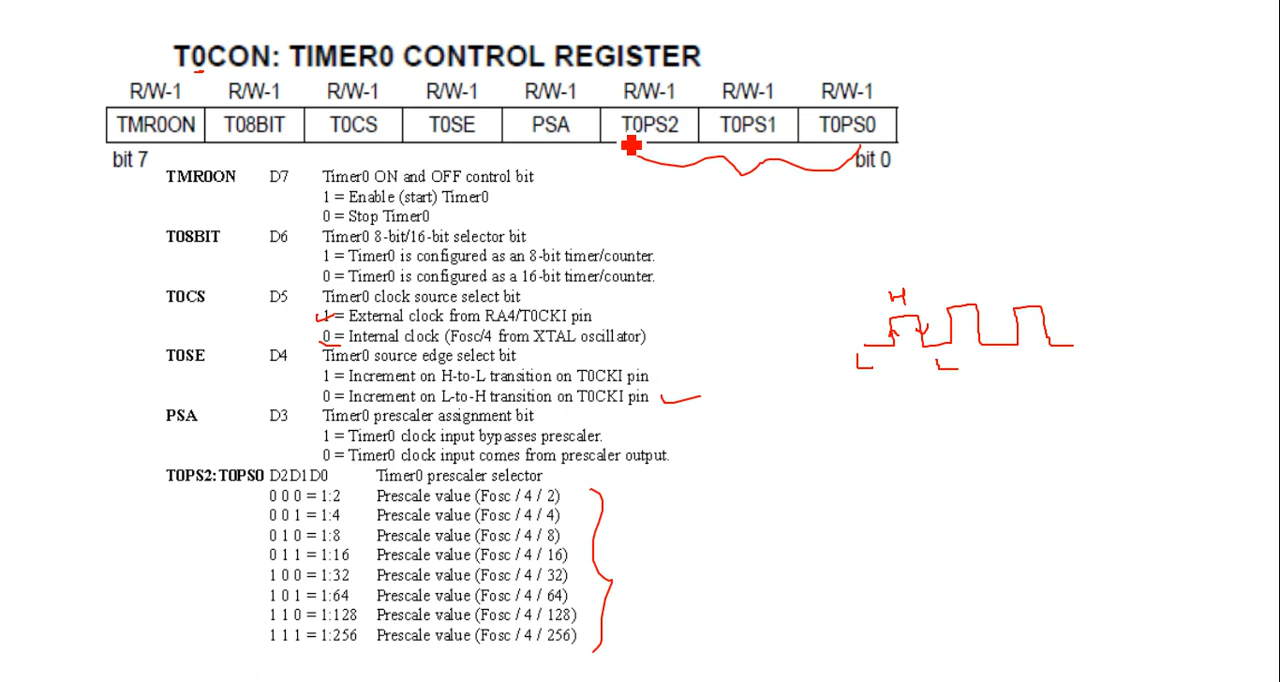 T0CON: TIMER0 CONTROL REGISTER
R/W-1 R/W-1 R/W-1 R/W-1 R/W-1 R/W-1 R/W-1 R/W-1
TMR0ON T08BIT T0CS T0SE PSA T0PS2 T0PS1 T0PS0
bit 7 bit 0
TMR0ON D7 Timer0 ON and OFF control bit
1 = Enable (start) Timer0
0 = Stop Timer0
T08BIT D6 Timer0 8-bit/16-bit selector bit
1 = Timer0 is configured as an 8-bit timer/counter.
0 = Timer0 is configured as a 16-bit timer/counter.
T0CS D5 Timer0 clock source select bit
1 = External clock from RA4/T0CKI pin
0 = Internal clock (Fosc/4 from XTAL oscillator)
T0SE D4 Timer0 source edge select bit
1 = Increment on H-to-L transition on T0CKI pin
0 = Increment on L-to-H transition on T0CKI pin
PSA D3 Timer0 prescaler assignment bit
1 = Timer0 clock input bypasses prescaler.
0 = Timer0 clock input comes from prescaler output.
T0PS2:T0PS0 D2D1D0 Timer0 prescaler selector
0 0 0 = 1:2 Prescale value (Fosc / 4 / 2)
0 0 1 = 1:4 Prescale value (Fosc / 4 / 4)
0 1 0 = 1:8 Prescale value (Fosc / 4 / 8)
0 1 1 = 1:16 Prescale value (Fosc / 4 / 16)
1 0 0 = 1:32 Prescale value (Fosc / 4 / 32)
1 0 1 = 1:64 Prescale value (Fosc / 4 / 64)
1 1 0 = 1:128 Prescale value (Fosc / 4 / 128)
1 1 1 = 1:256 Prescale value (Fosc / 4 / 256)
H
L L